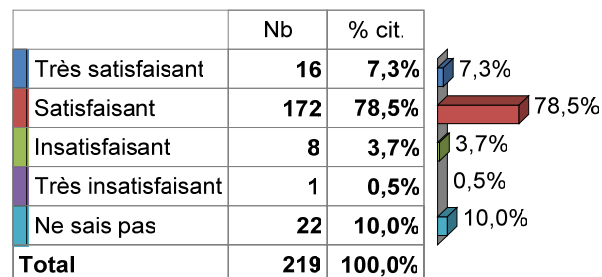 Nb % cit.
Très satisfaisant 16 7,3% 7,3%
Satisfaisant 172 78,5% 78,5%
Insatisfaisant 8 3,7% 3,7%
Très insatisfaisant 1 0,5% 0,5%
Ne sais pas 22 10,0% 10,0%
Total 219 100,0%